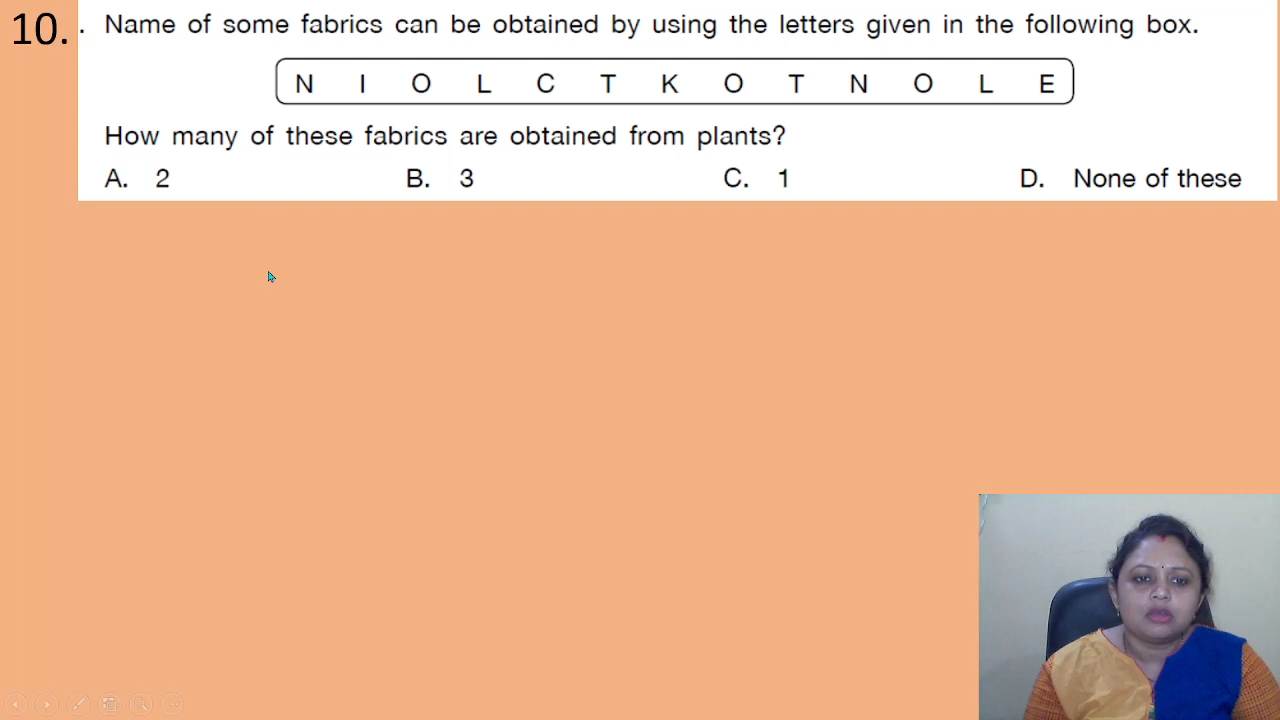 10. . Name of some fabrics can be obtained by using the letters given in the following box.
N I O L C T K O T N O L E
How many of these fabrics are obtained from plants?
A. 2 B. 3 C. 1 D. None of these